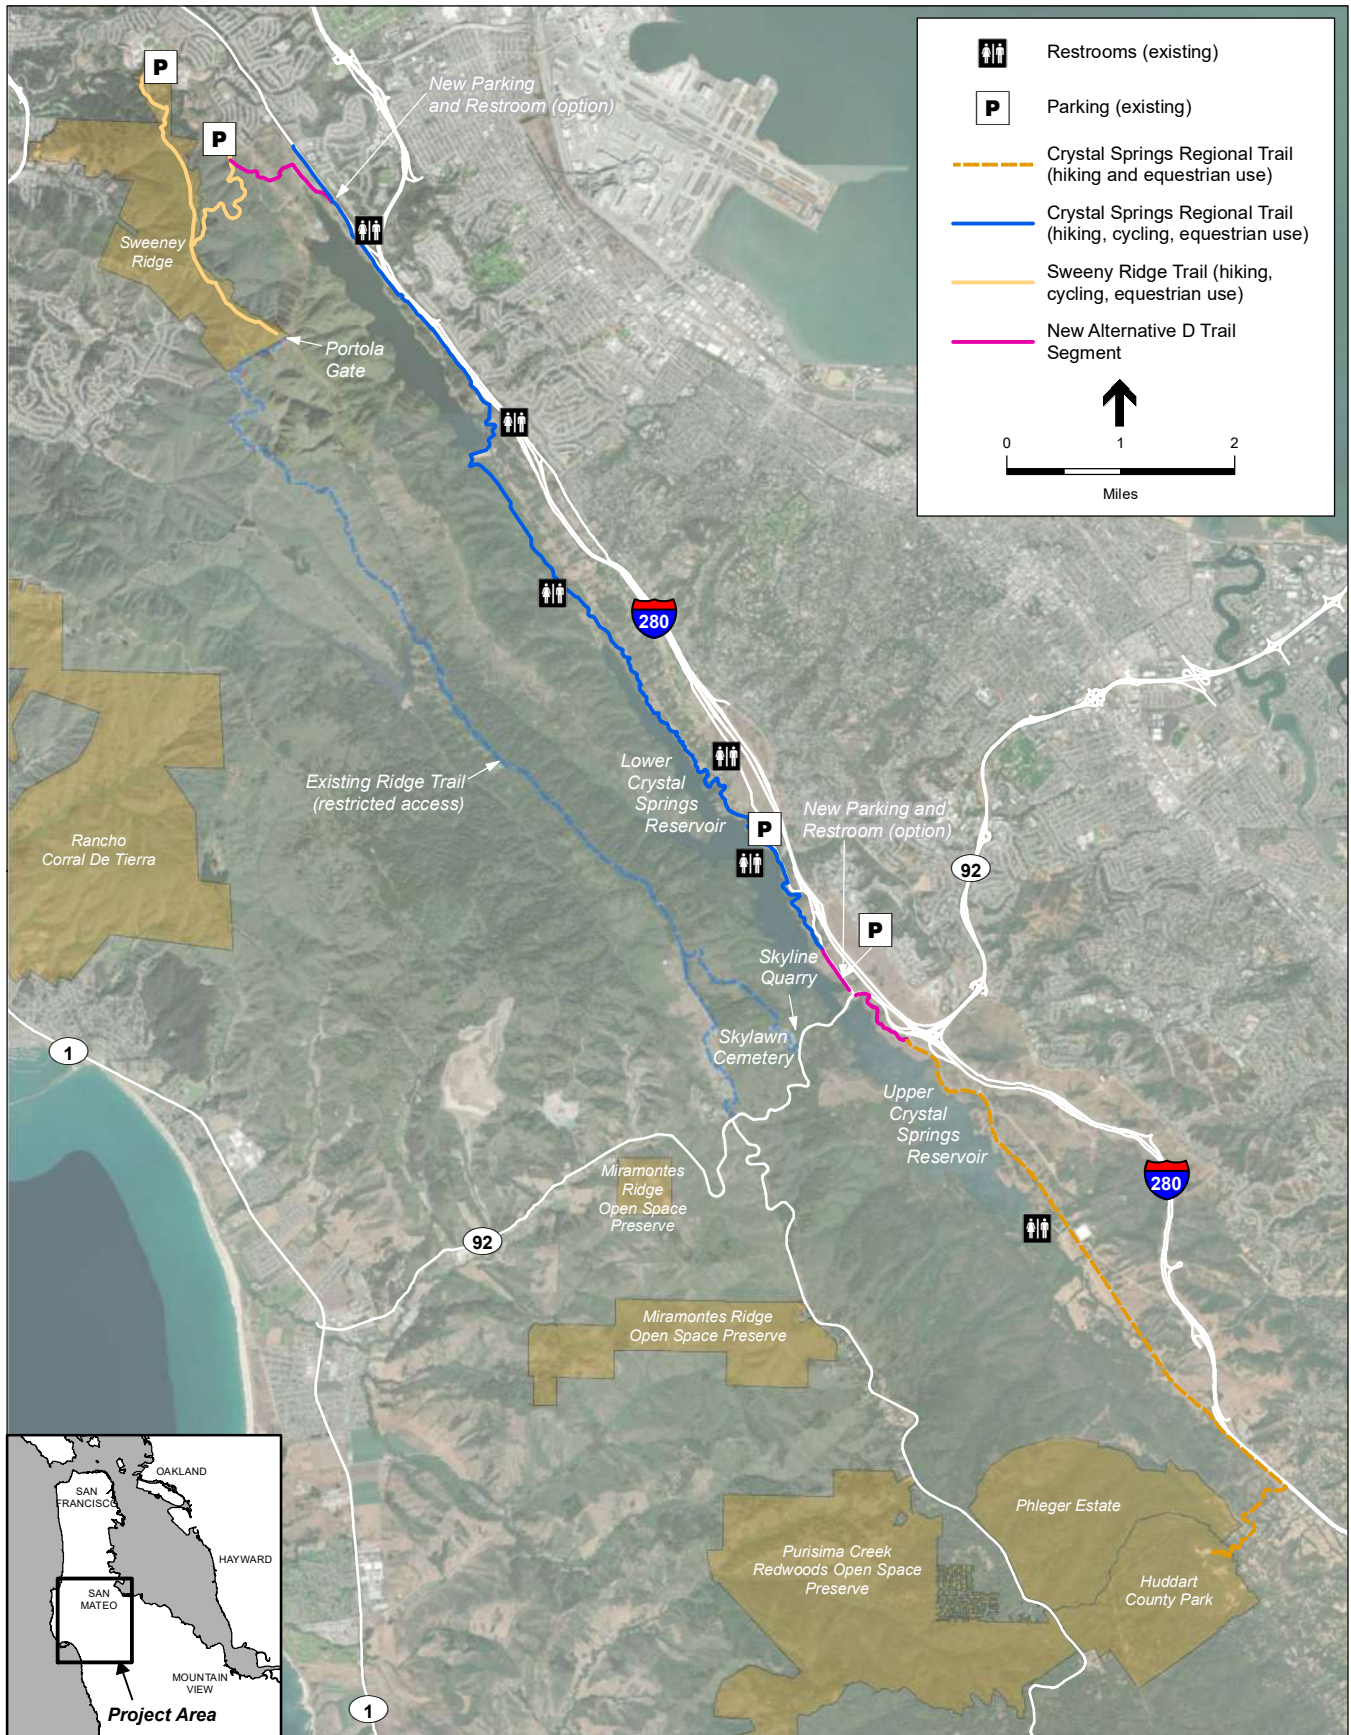 P
P
New Parking
and Restroom (option)
Sweeney
Ridge
Portola
Gate
Restrooms (existing)
P
Parking (existing)
Crystal Springs Regional Trail
(hiking and equestrian use)
Crystal Springs Regional Trail
(hiking, cycling, equestrian use)
Sweeny Ridge Trail (hiking,
cycling, equestrian use)
New Alternative D Trail
Segment
0
1
2
Miles
280
Lower
Crystal
Springs
Reservoir
Existing Ridge Trail
(restricted access)
New Parking and
Restroom (option)
P
Rancho
Corral De Tierra
92
P
Skyline
Quarry
Skylawn
Cemetery
1
Upper
Crystal
Springs
Reservoir
280
Miramontes
Ridge
Open Space
Preserve
92
Miramontes Ridge
Open Space Preserve
Phleger Estate
Purisima Creek
Redwoods Open Space
Preserve
Huddart
County Park
OAKLAND
SAN
FRANCISCO
HAYWARD
SAN
MATEO
MOUNTAIN
VIEW
Project Area
1